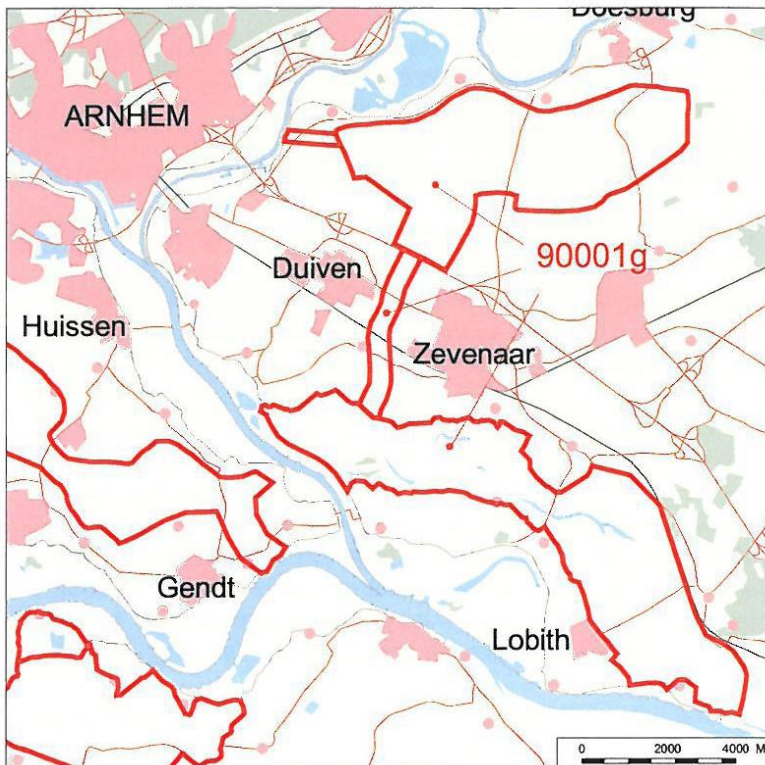 Doesburg
ARNHEM
90001g
Duiven
Huissen
Zevenaar
Gendt
Lobith
0 2000 4000 M